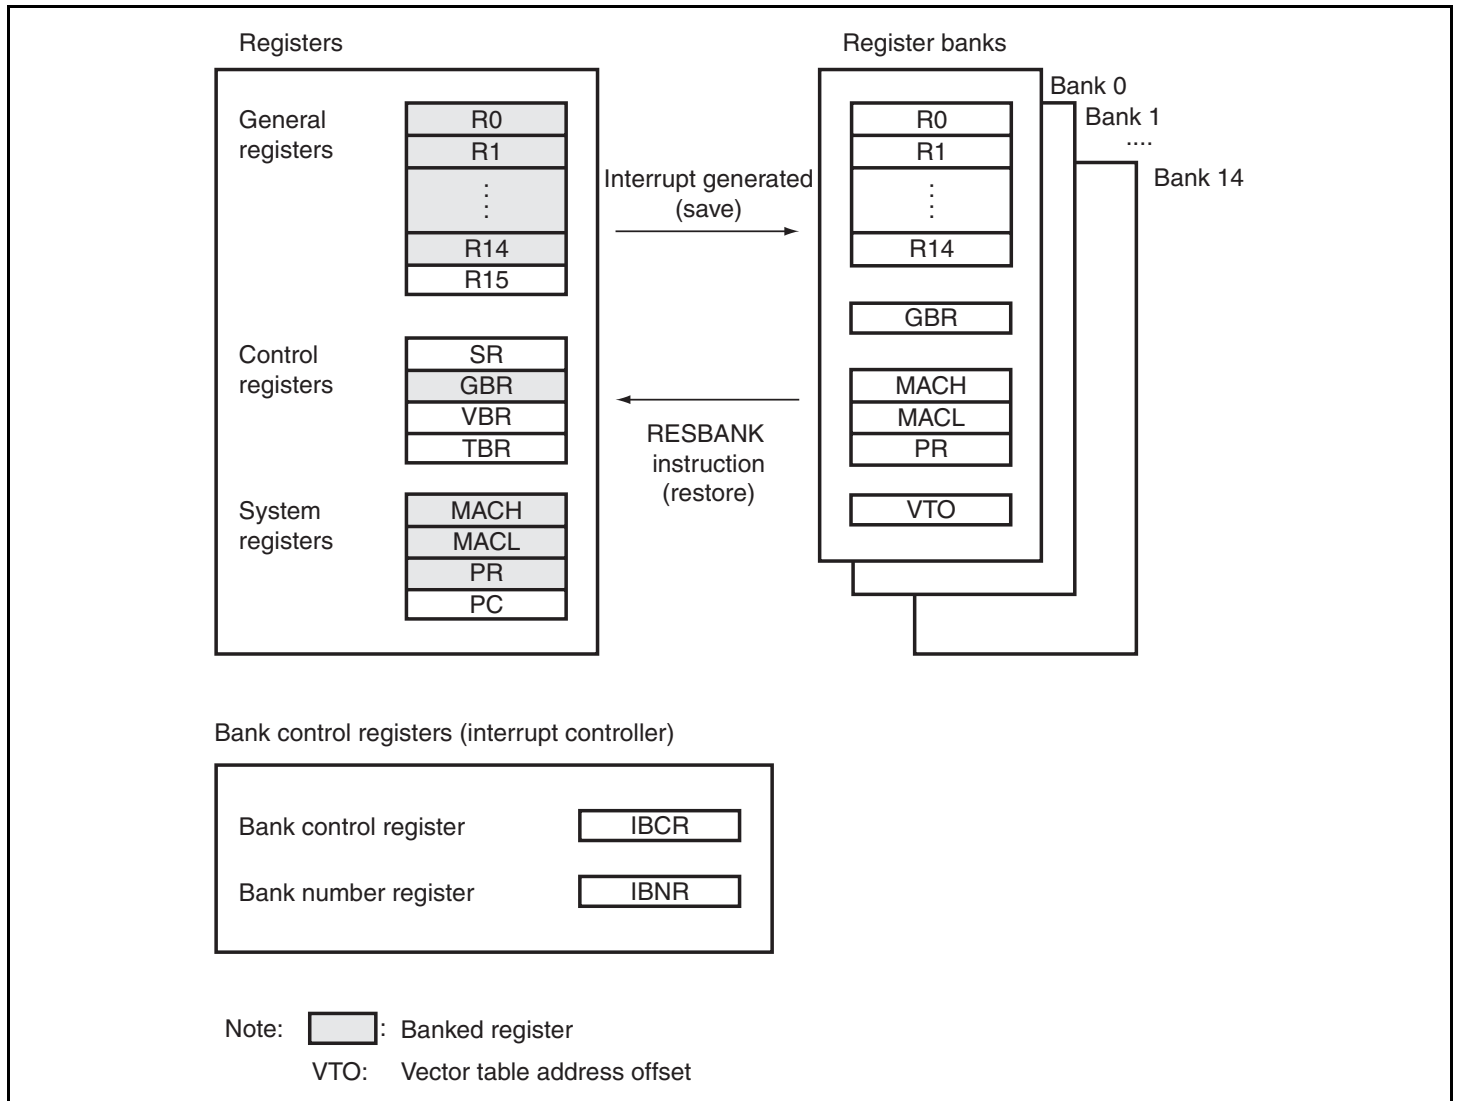 Registers
General
registers
R0
R1
R14
R15
Control
registers
SR
GBR
VBR
TBR
System
registers
MACH
MACL
PR
PC
Interrupt generated
(save)
RESBANK
instruction
(restore)
Register banks
Bank 0
Bank 1
....
Bank 14
R0
R1
R14
GBR
MACH
MACL
PR
VTO
Bank control registers (interrupt controller)
Bank control register
IBCR
Bank number register
IBNR
Note: : Banked register
VTO: Vector table address offset